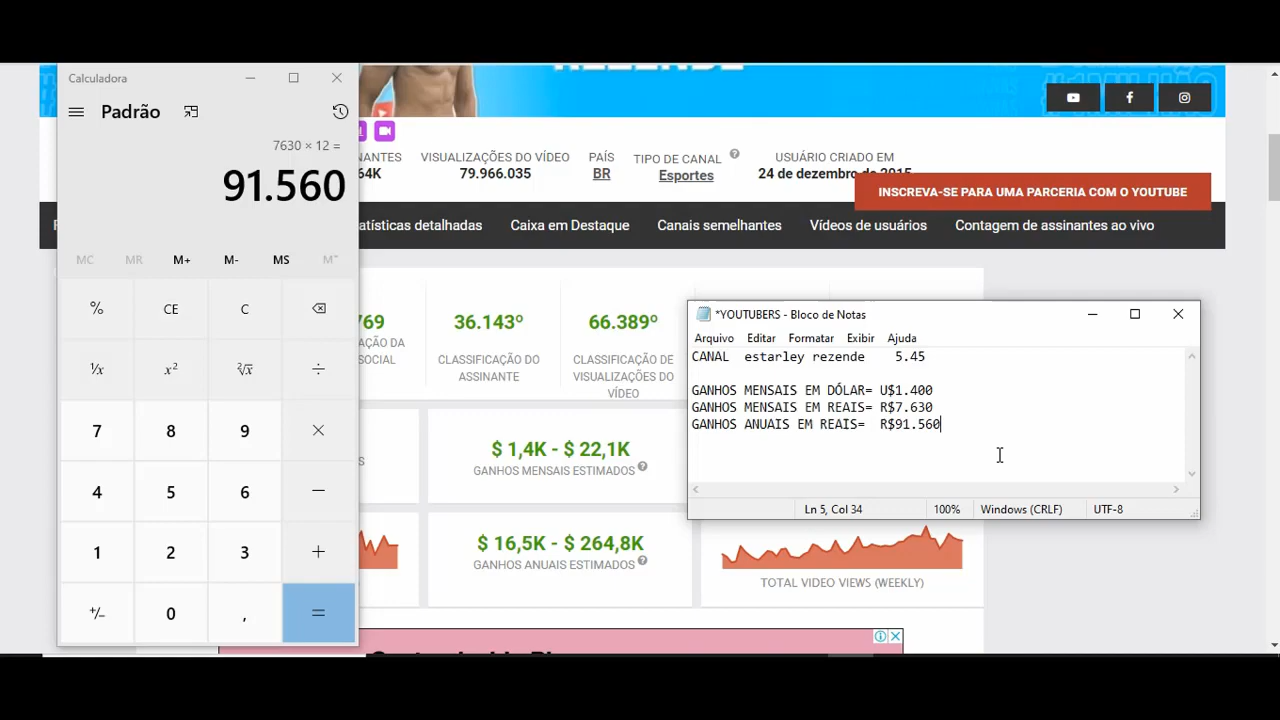 Calculadora
Padrão
7630 × 12 =
91.560
MC MR M+ M- MS M˅
% CE C
¹/x x² ²√x ÷
7 8 9 ×
4 5 6 −
1 2 3 +
+/− 0 , =
#1MILHÃO
VISUALIZAÇÕES DO VÍDEO
79.966.035
PAÍS
BR
TIPO DE CANAL ?
Esportes
USUÁRIO CRIADO EM
24 de dezembro de 2015
INSCREVA-SE PARA UMA PARCERIA COM O YOUTUBE
atísticas detalhadas Caixa em Destaque Canais semelhantes Vídeos de usuários Contagem de assinantes ao vivo
769
AÇÃO DA
SOCIAL
36.143º
CLASSIFICAÇÃO DO
ASSINANTE
66.389º
CLASSIFICAÇÃO DE
VISUALIZAÇÕES DO
VÍDEO
$ 1,4K - $ 22,1K
GANHOS MENSAIS ESTIMADOS ?
$ 16,5K - $ 264,8K
GANHOS ANUAIS ESTIMADOS ?
TOTAL VIDEO VIEWS (WEEKLY)
*YOUTUBERS - Bloco de Notas
Arquivo Editar Formatar Exibir Ajuda
CANAL estarley rezende 5.45
GANHOS MENSAIS EM DÓLAR= U$1.400
GANHOS MENSAIS EM REAIS= R$7.630
GANHOS ANUAIS EM REAIS= R$91.560
Ln 5, Col 34 100% Windows (CRLF) UTF-8